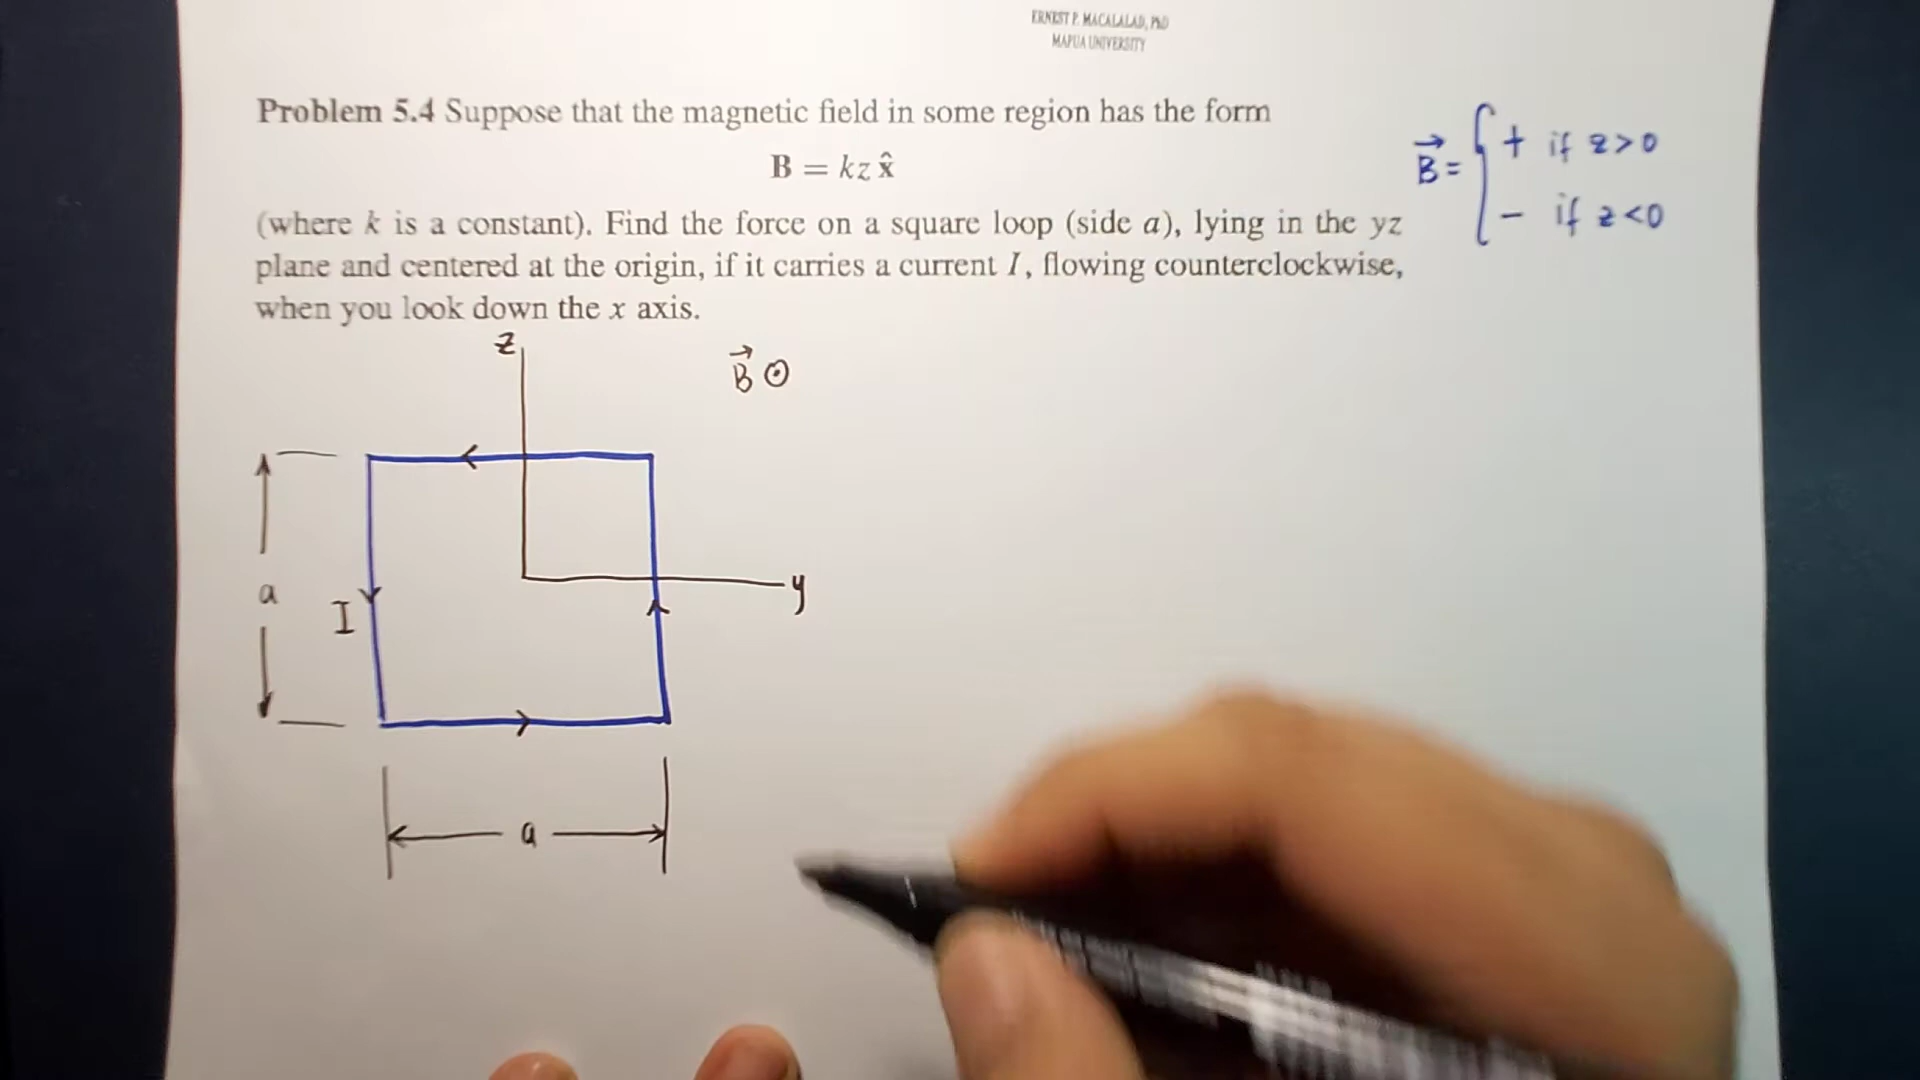 ERNEST P. MACALALAD, PhD
MAPUA UNIVERSITY
Problem 5.4 Suppose that the magnetic field in some region has the form
B = kz x̂
(where k is a constant). Find the force on a square loop (side a), lying in the yz
plane and centered at the origin, if it carries a current I, flowing counterclockwise,
when you look down the x axis.
B⃗ = { + if z>0
− if z<0
z
B⃗ ⊙
a
I
y
a